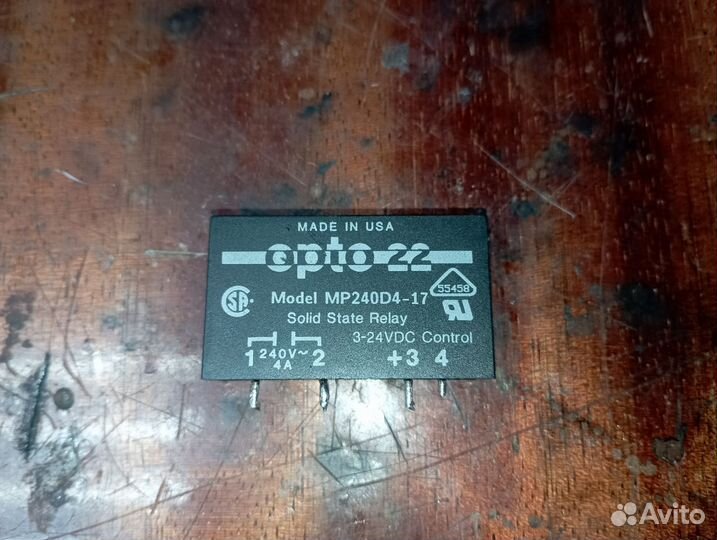 MADE IN USA
opto 22
55458
Model MP240D4-17
Solid State Relay
3-24VDC Control
1 240V~ 2 +3 4
4A
Avito